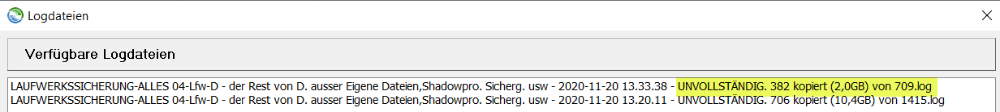 Logdateien
Verfügbare Logdateien
LAUFWERKSSICHERUNG-ALLES 04-Lfw-D - der Rest von D. ausser Eigene Dateien,Shadowpro. Sicherg. usw - 2020-11-20 13.33.38 - UNVOLLSTÄNDIG. 382 kopiert (2,0GB) von 709.log
LAUFWERKSSICHERUNG-ALLES 04-Lfw-D - der Rest von D. ausser Eigene Dateien,Shadowpro. Sicherg. usw - 2020-11-20 13.20.11 - UNVOLLSTÄNDIG. 706 kopiert (10,4GB) von 1415.log